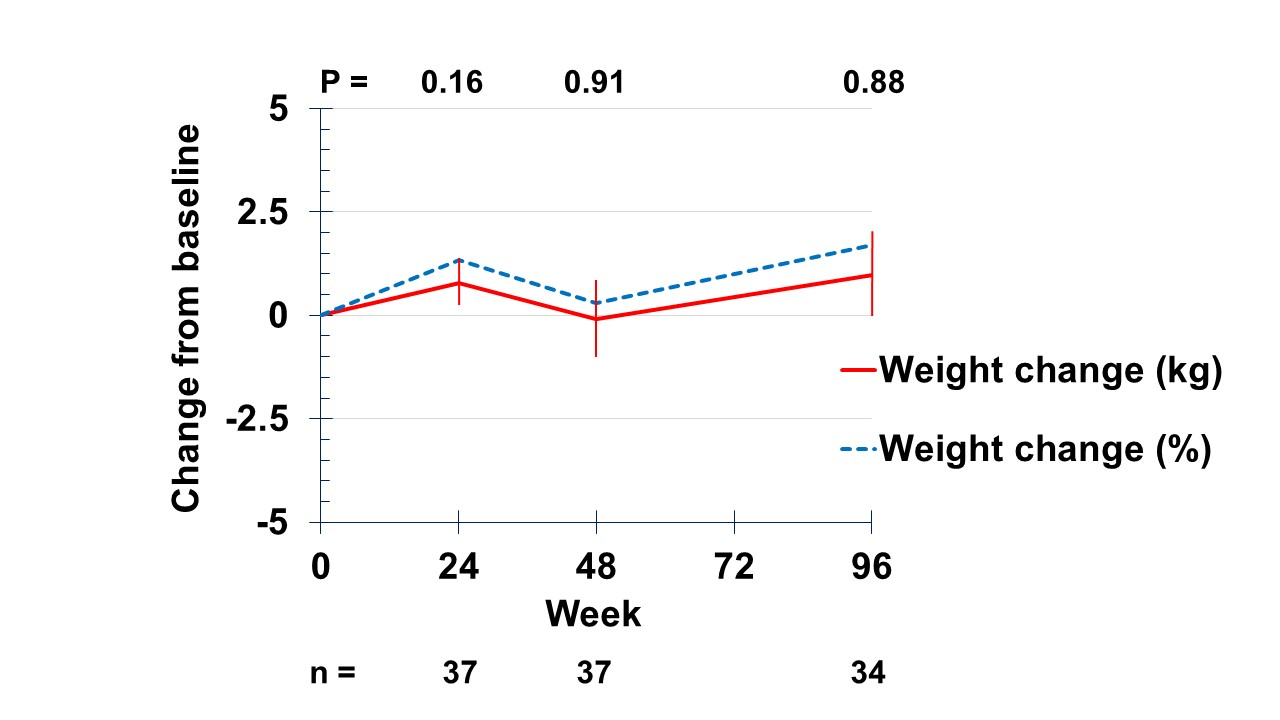 P = 0.16 0.91 0.88
5
2.5
0
-2.5
-5
Change from baseline
Weight change (kg)
Weight change (%)
0 24 48 72 96
Week
n = 37 37 34